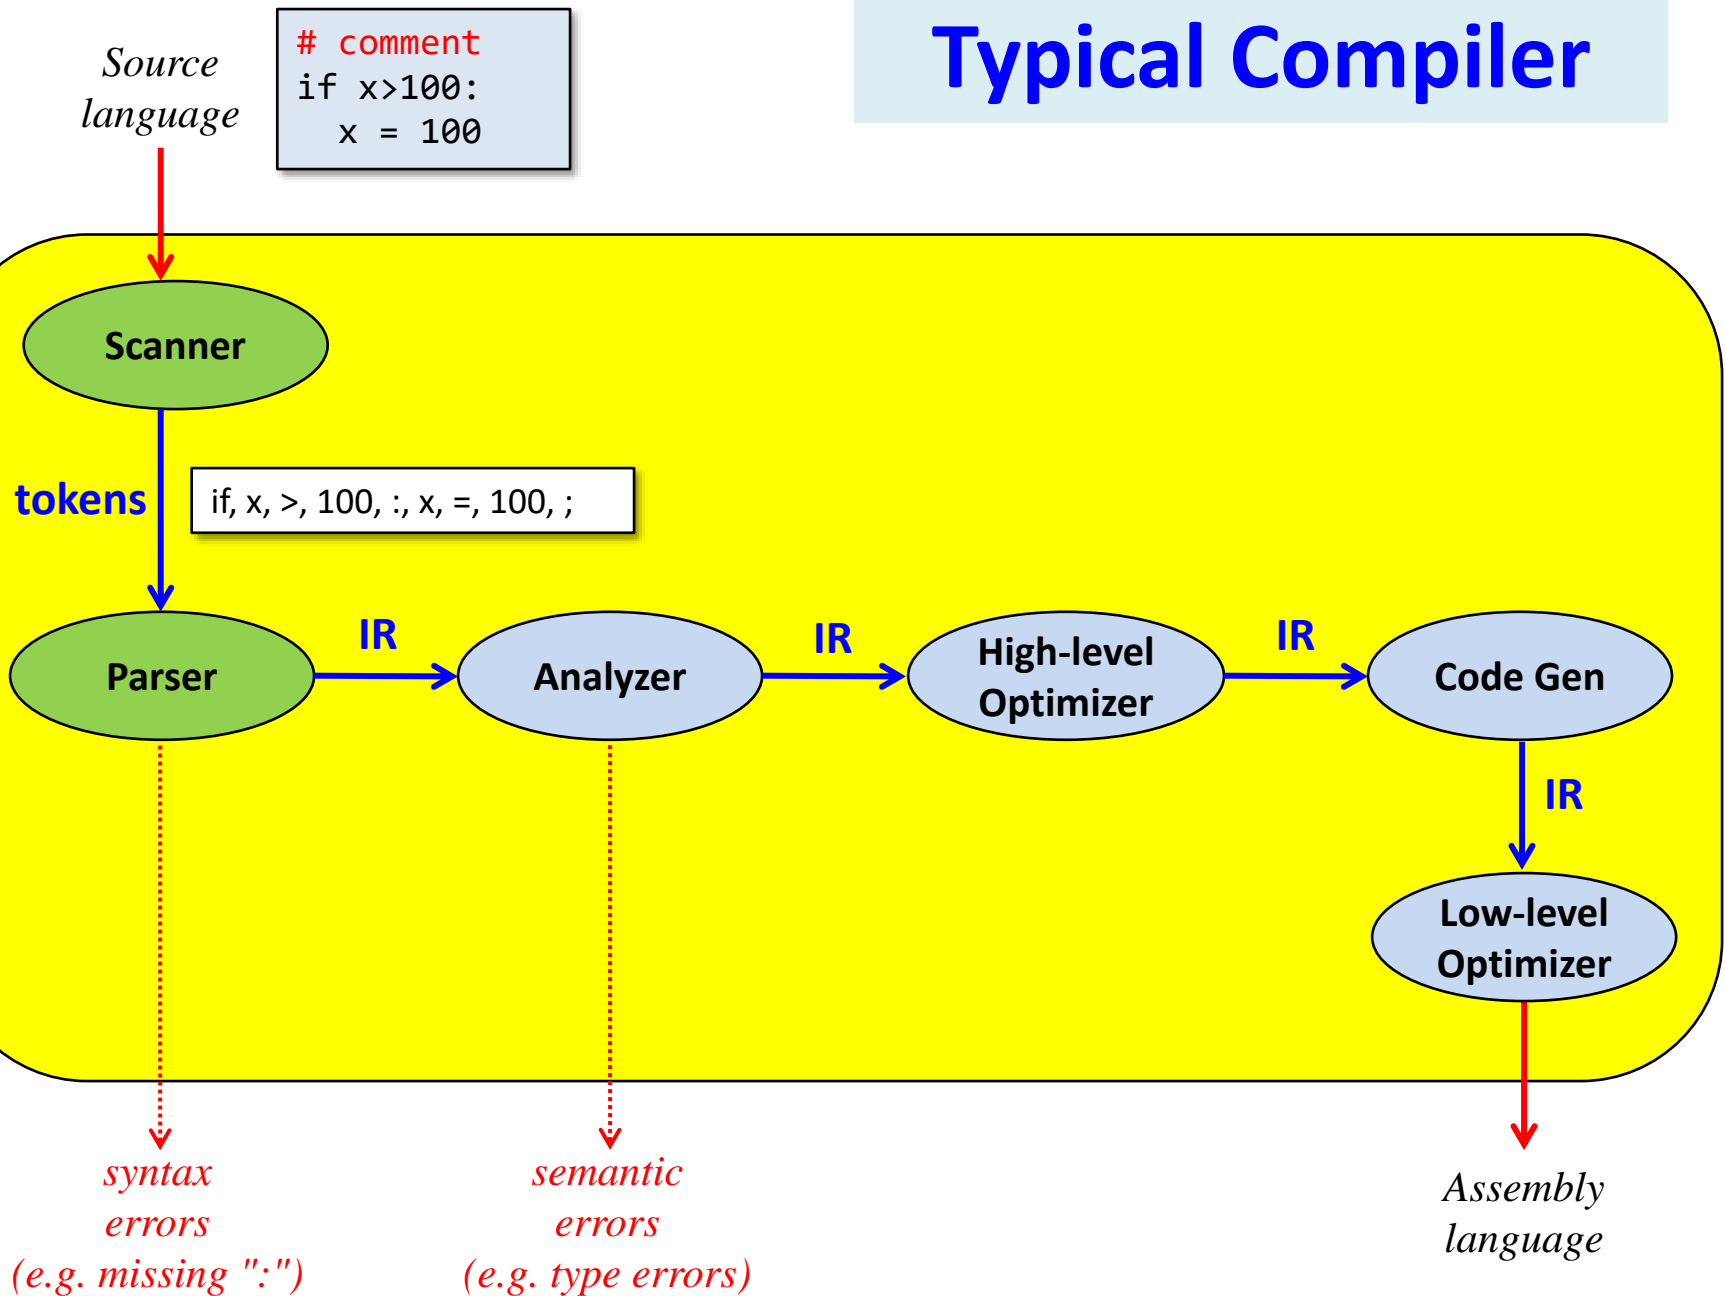 Typical Compiler
Source
language
# comment
if x>100:
  x = 100
Scanner
tokens
if, x, >, 100, :, x, =, 100, ;
Parser
IR
Analyzer
IR
High-level
Optimizer
IR
Code Gen
IR
Low-level
Optimizer
syntax
errors
(e.g. missing ":")
semantic
errors
(e.g. type errors)
Assembly
language